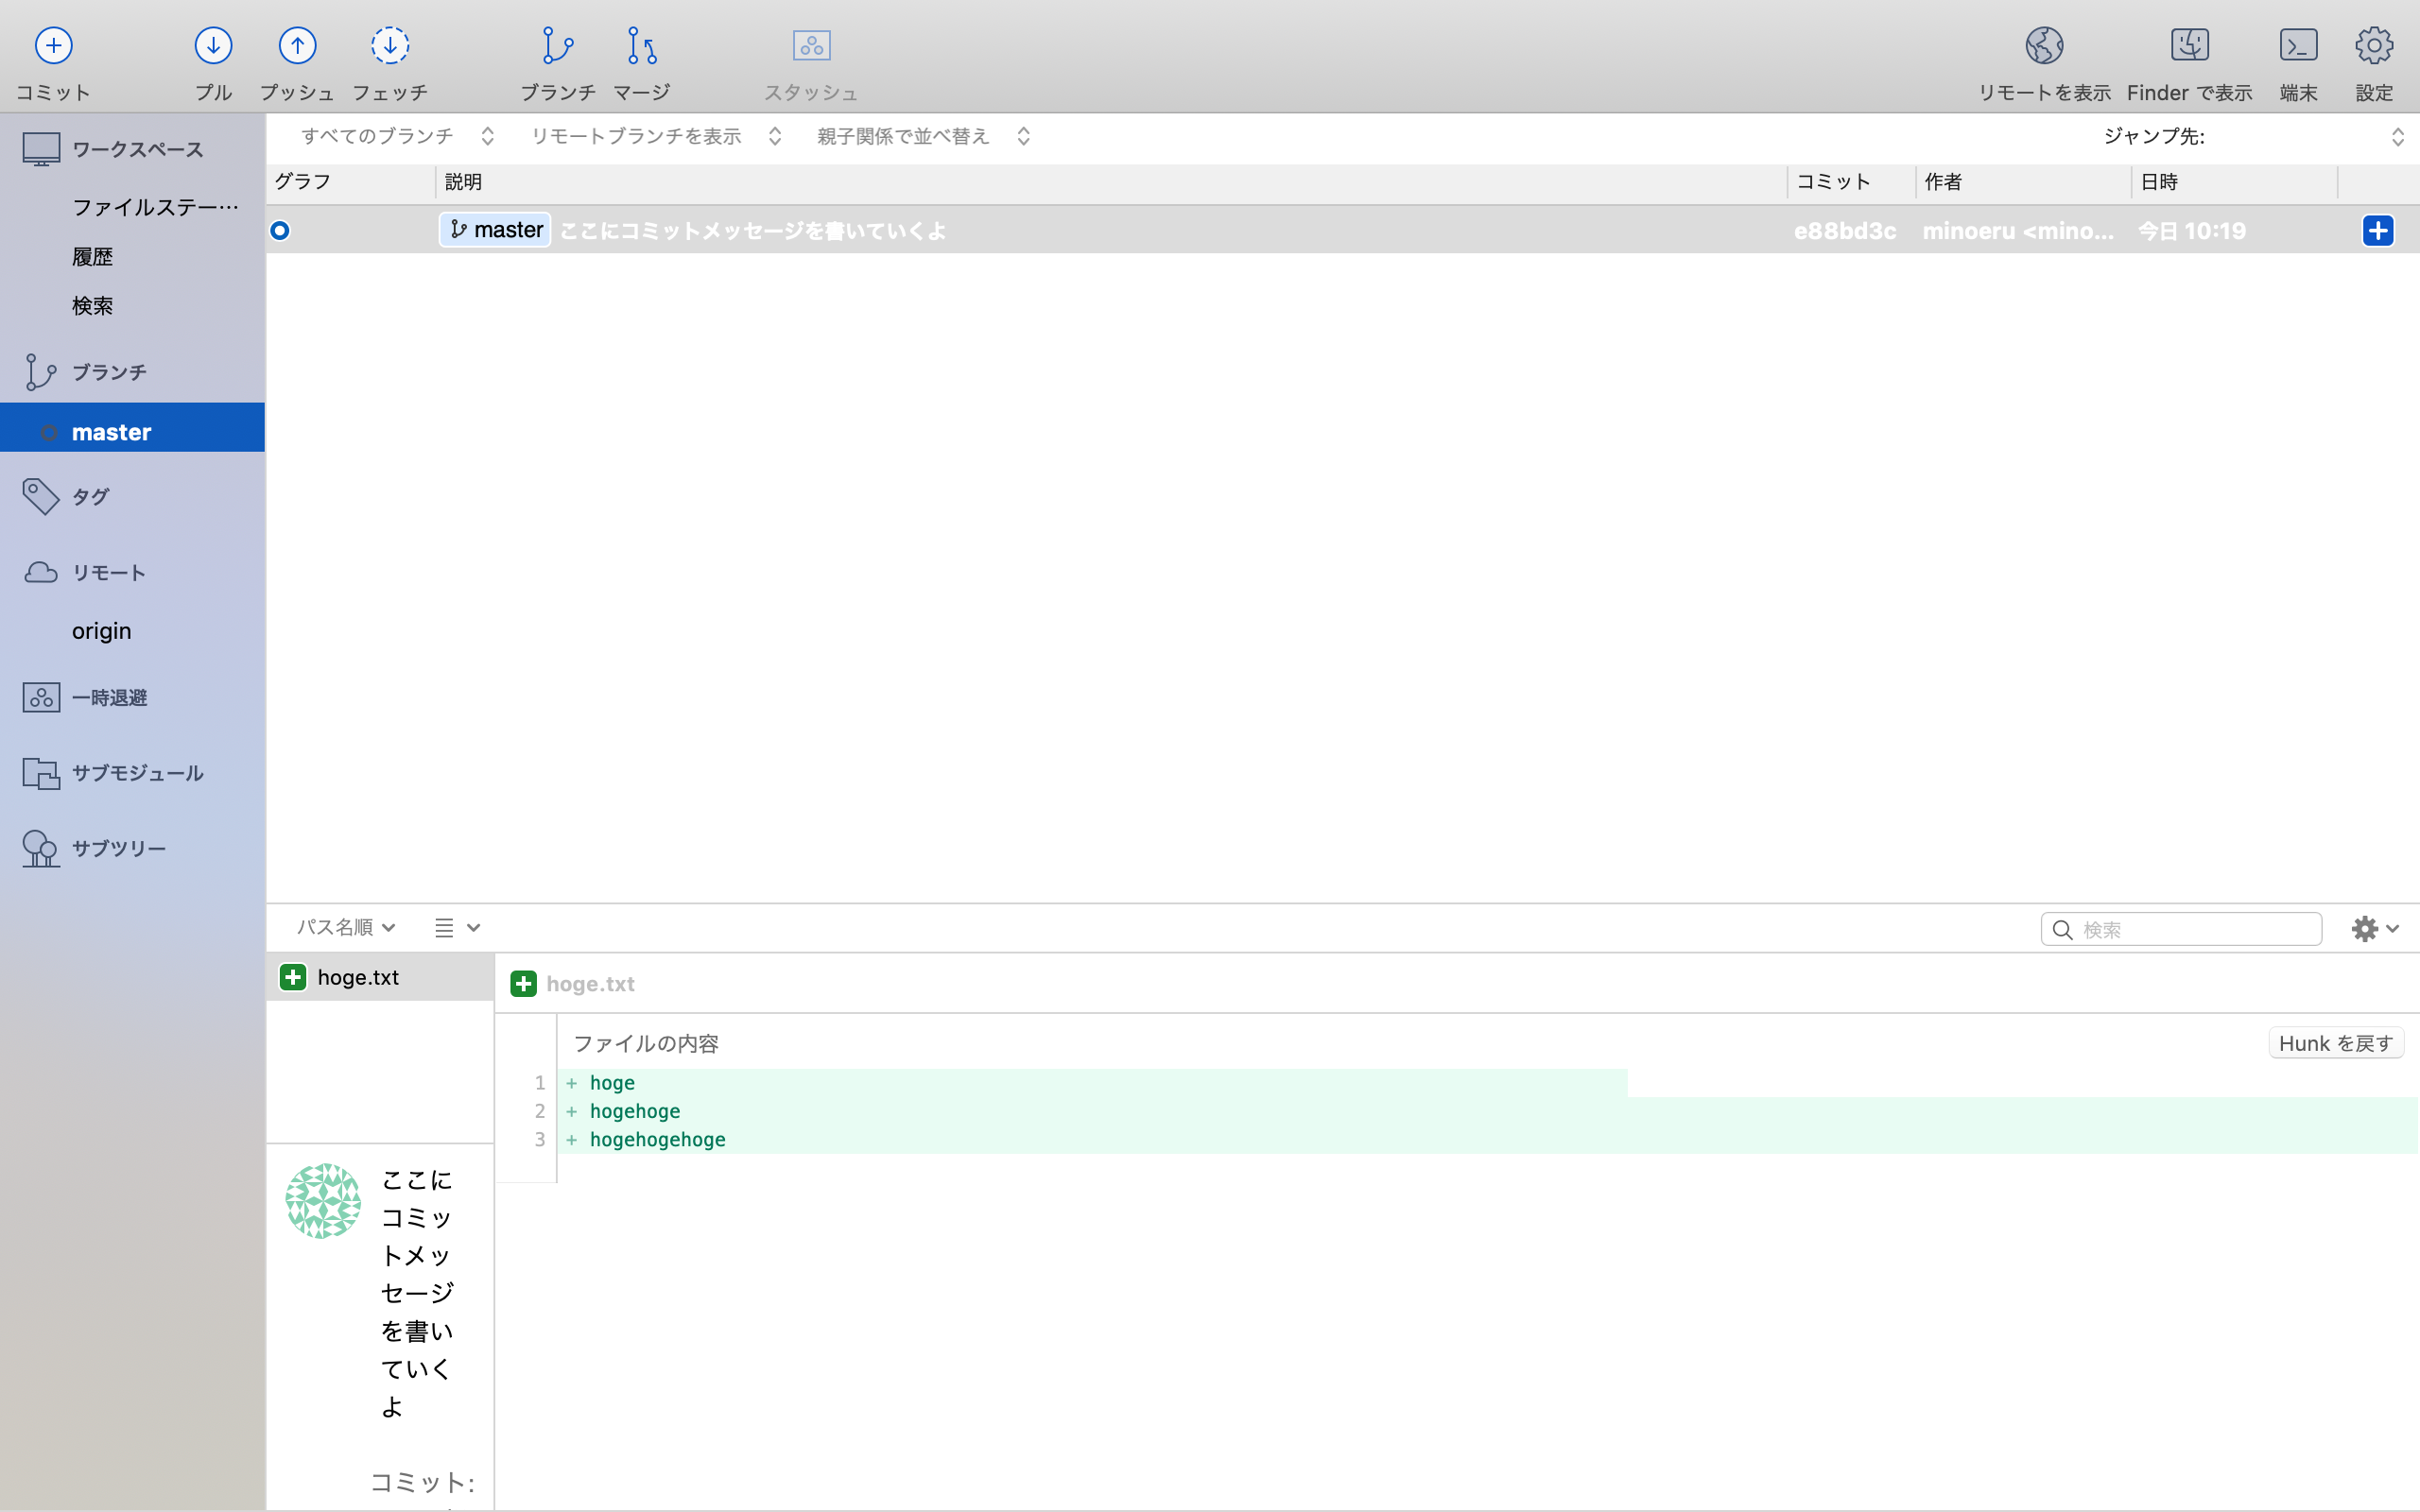 コミット プル プッシュ フェッチ ブランチ マージ スタッシュ リモートを表示 Finder で表示 端末 設定
すべてのブランチ リモートブランチを表示 親子関係で並べ替え ジャンプ先:
ワークスペース
ファイルステー…
履歴
検索
ブランチ
master
タグ
リモート
origin
一時退避
サブモジュール
サブツリー
グラフ 説明 コミット 作者 日時
master ここにコミットメッセージを書いていくよ e88bd3c minoeru <mino... 今日 10:19
パス名順 検索
hoge.txt
hoge.txt
ファイルの内容 Hunk を戻す
1 + hoge
2 + hogehoge
3 + hogehogehoge
ここに
コミッ
トメッ
セージ
を書い
ていく
よ
コミット: